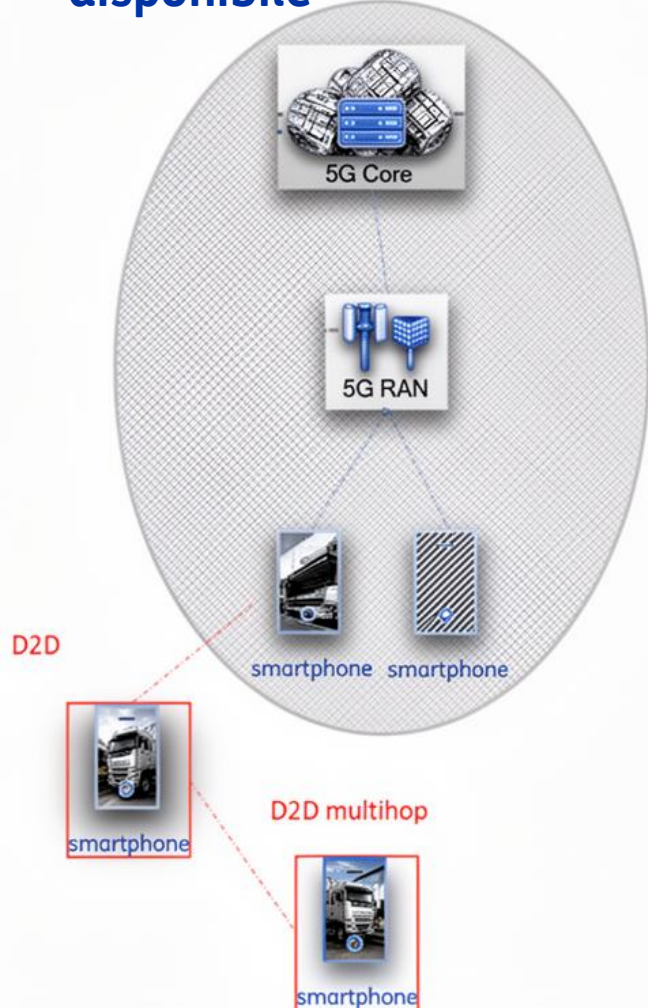 disponibile
5G Core
5G RAN
smartphone smartphone
D2D
smartphone
D2D multihop
smartphone